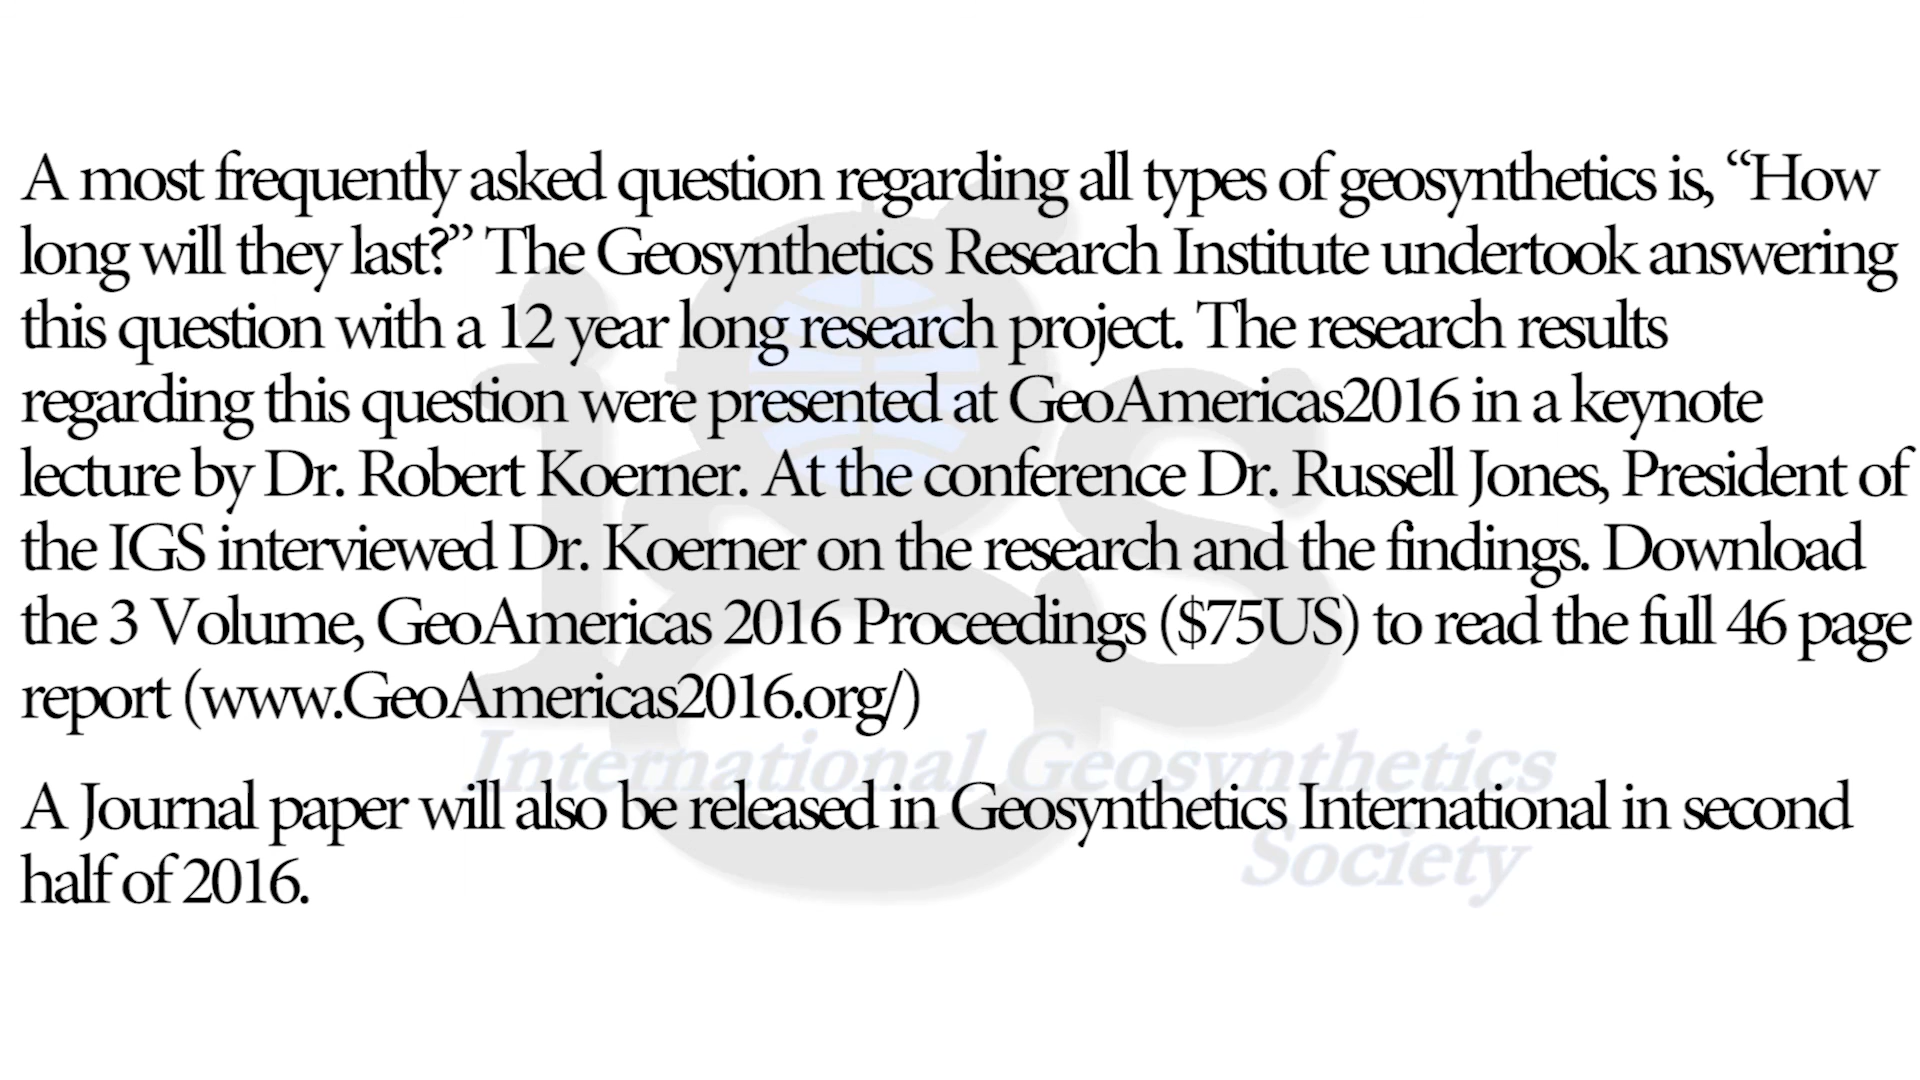 A most frequently asked question regarding all types of geosynthetics is, “How
long will they last?” The Geosynthetics Research Institute undertook answering
this question with a 12 year long research project. The research results
regarding this question were presented at GeoAmericas2016 in a keynote
lecture by Dr. Robert Koerner. At the conference Dr. Russell Jones, President of
the IGS interviewed Dr. Koerner on the research and the findings. Download
the 3 Volume, GeoAmericas 2016 Proceedings ($75US) to read the full 46 page
report (www.GeoAmericas2016.org/)
A Journal paper will also be released in Geosynthetics International in second
half of 2016.
igs
International Geosynthetics
Society